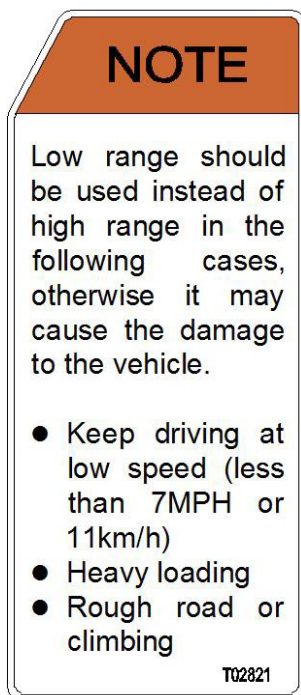 NOTE
Low range should
be used instead of
high range in the
following cases,
otherwise it may
cause the damage
to the vehicle.
● Keep driving at
low speed (less
than 7MPH or
11km/h)
● Heavy loading
● Rough road or
climbing
T02821